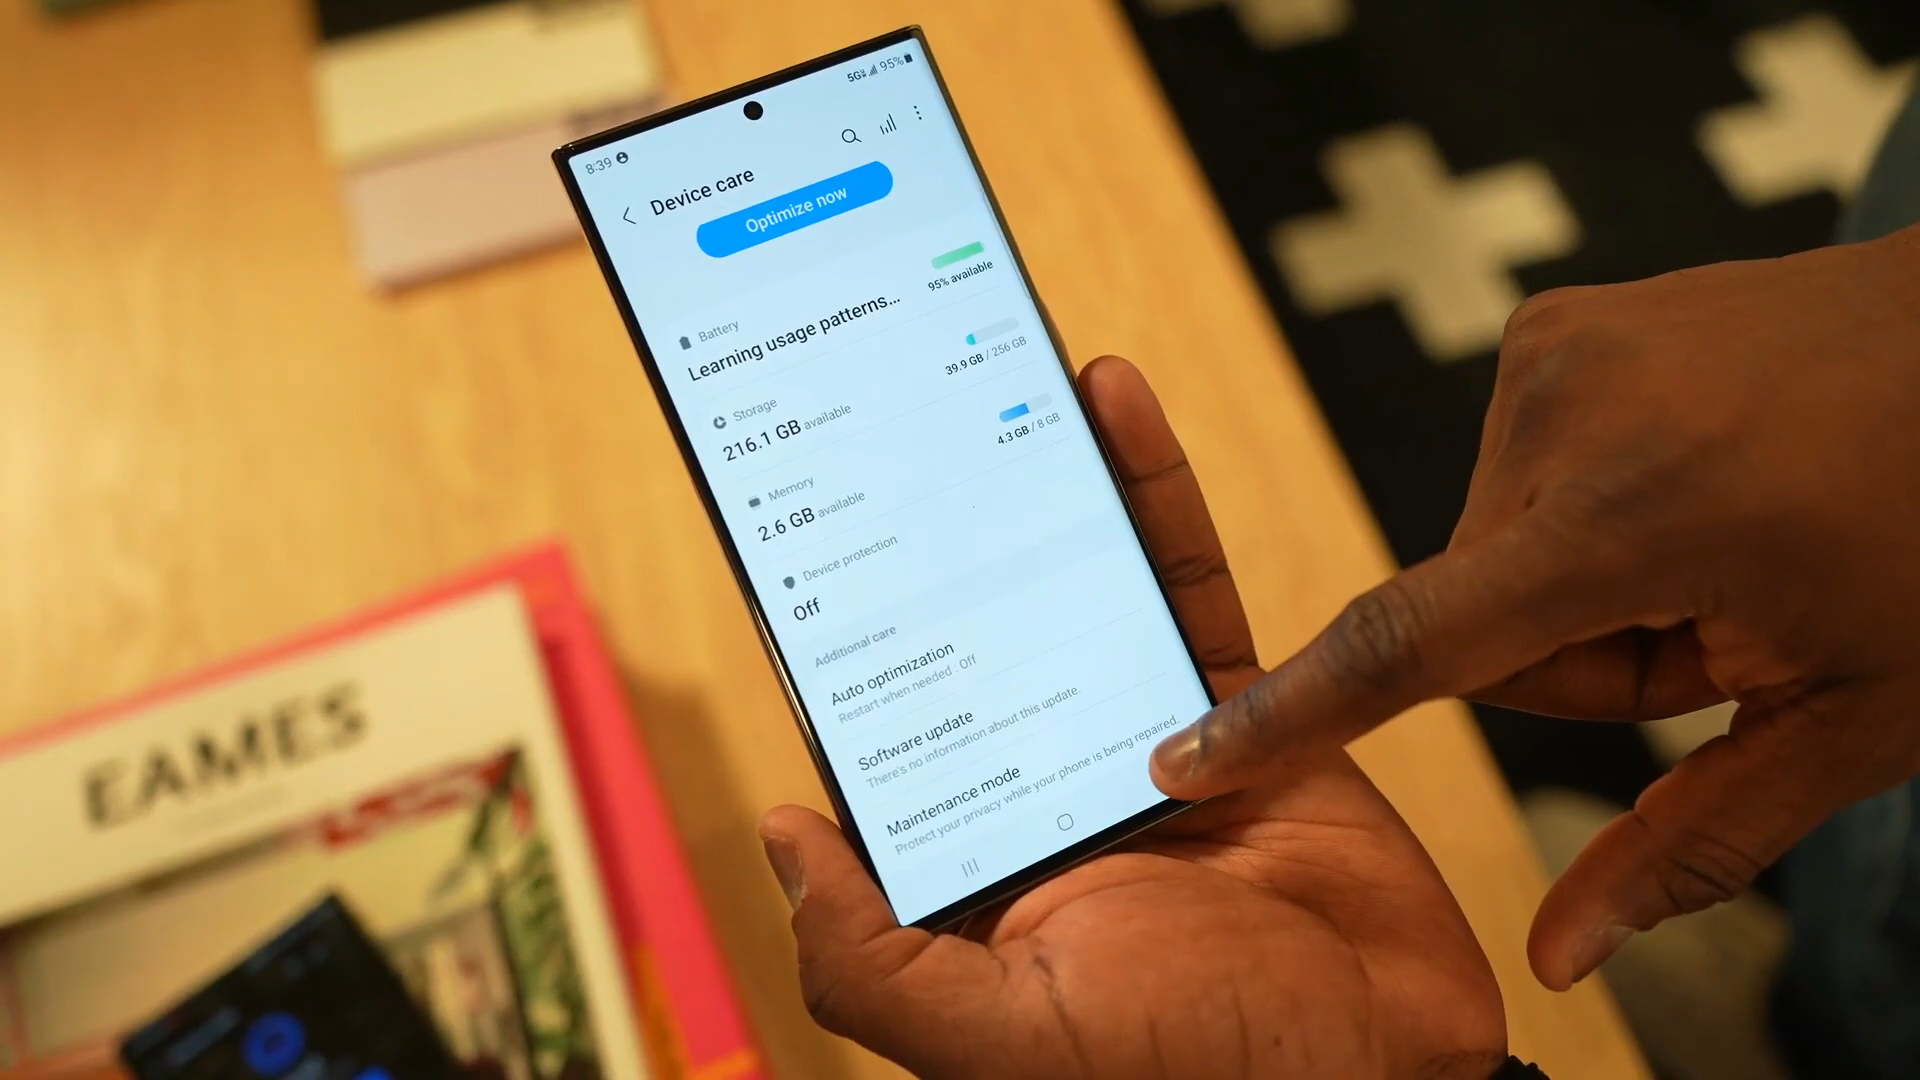 8:39
5G 95%
Device care
Optimize now
Battery
Learning usage patterns...
95% available
Storage
216.1 GB available
39.9 GB / 256 GB
Memory
2.6 GB available
4.3 GB / 8 GB
Device protection
Off
Additional care
Auto optimization
Restart when needed : Off
Software update
There's no information about this update.
Maintenance mode
Protect your privacy while your phone is being repaired.
EAMES